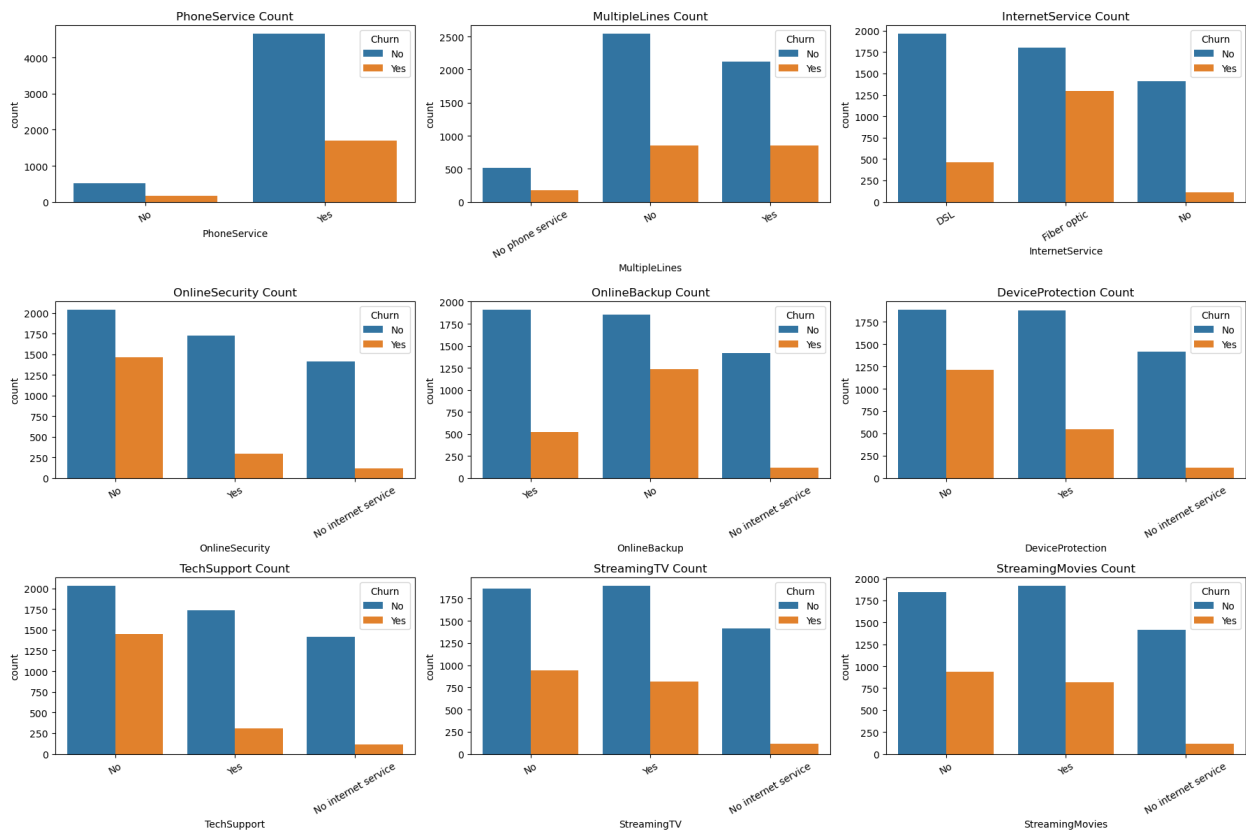 PhoneService Count
Churn
No
Yes
4000
3000
2000
1000
0
count
No
Yes
PhoneService
MultipleLines Count
Churn
No
Yes
2500
2000
1500
1000
500
0
count
No phone service
No
Yes
MultipleLines
InternetService Count
Churn
No
Yes
2000
1750
1500
1250
1000
750
500
250
0
count
DSL
Fiber optic
No
InternetService
OnlineSecurity Count
Churn
No
Yes
2000
1750
1500
1250
1000
750
500
250
0
count
No
Yes
No internet service
OnlineSecurity
OnlineBackup Count
Churn
No
Yes
2000
1750
1500
1250
1000
750
500
250
0
count
Yes
No
No internet service
OnlineBackup
DeviceProtection Count
Churn
No
Yes
1750
1500
1250
1000
750
500
250
0
count
No
Yes
No internet service
DeviceProtection
TechSupport Count
Churn
No
Yes
2000
1750
1500
1250
1000
750
500
250
0
count
No
Yes
No internet service
TechSupport
StreamingTV Count
Churn
No
Yes
1750
1500
1250
1000
750
500
250
0
count
No
Yes
No internet service
StreamingTV
StreamingMovies Count
Churn
No
Yes
2000
1750
1500
1250
1000
750
500
250
0
count
No
Yes
No internet service
StreamingMovies